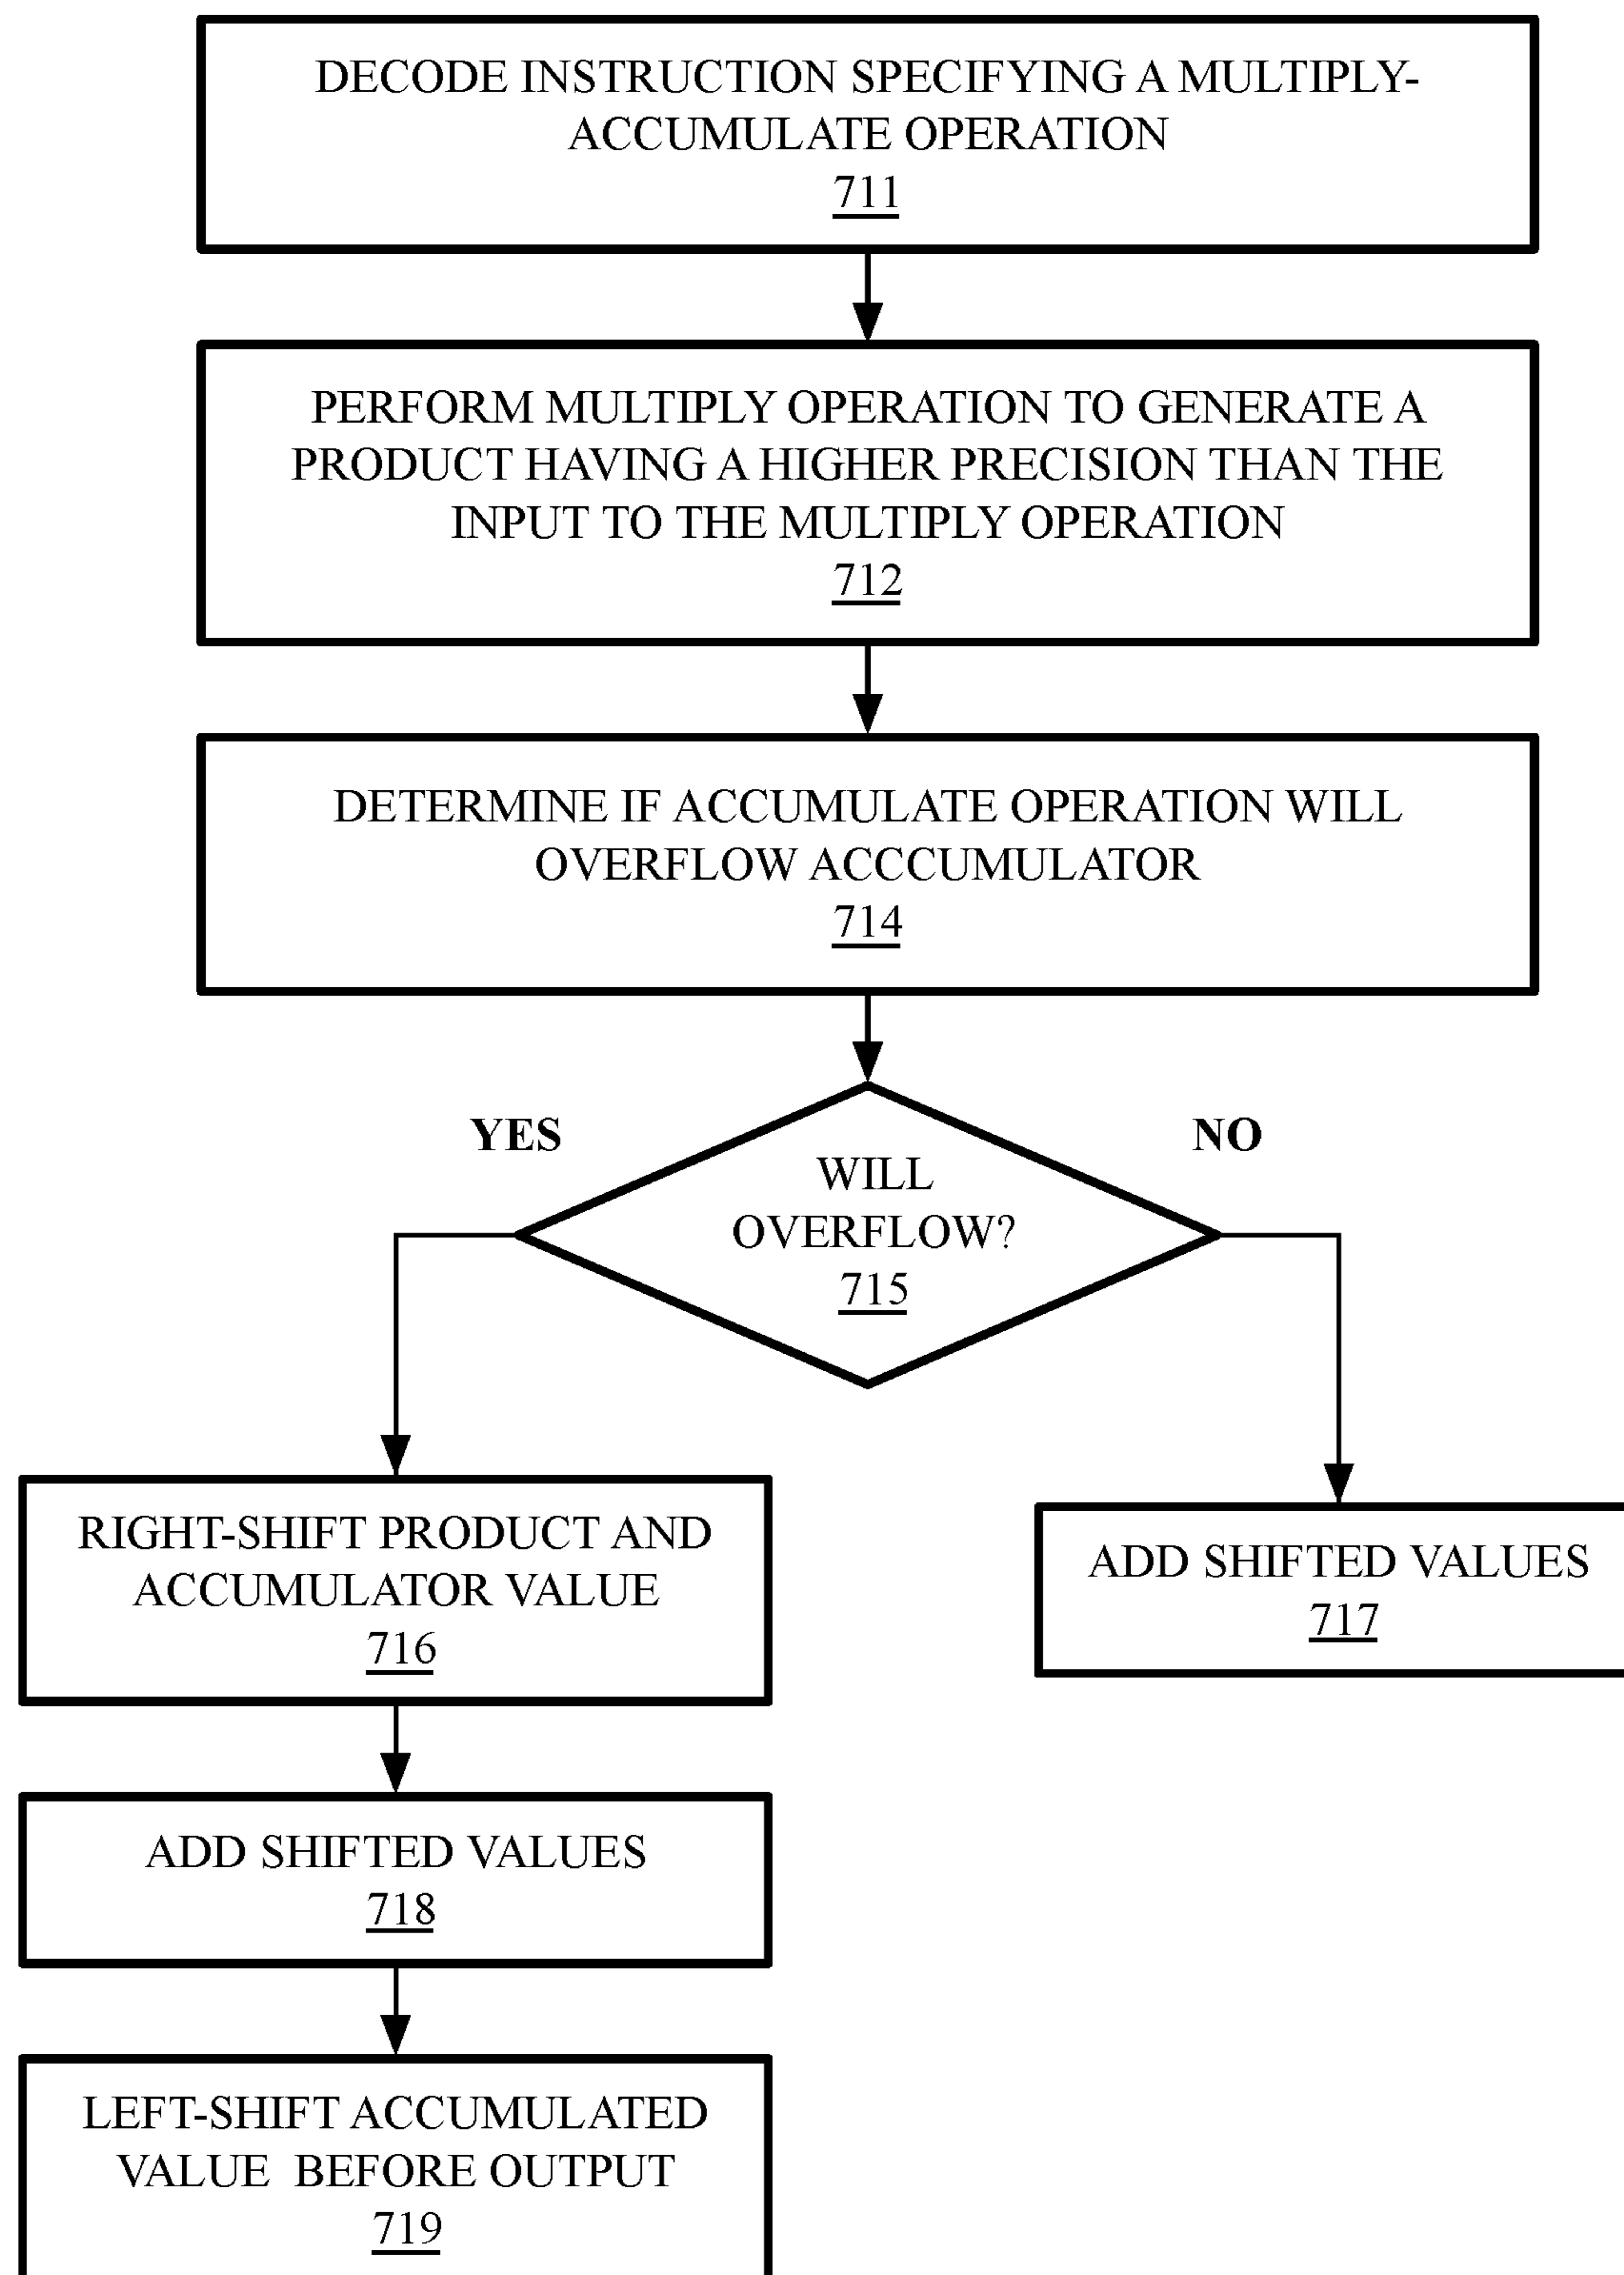 DECODE INSTRUCTION SPECIFYING A MULTIPLY-
ACCUMULATE OPERATION
711
PERFORM MULTIPLY OPERATION TO GENERATE A
PRODUCT HAVING A HIGHER PRECISION THAN THE
INPUT TO THE MULTIPLY OPERATION
712
DETERMINE IF ACCUMULATE OPERATION WILL
OVERFLOW ACCCUMULATOR
714
YES
NO
WILL
OVERFLOW?
715
RIGHT-SHIFT PRODUCT AND
ACCUMULATOR VALUE
716
ADD SHIFTED VALUES
717
ADD SHIFTED VALUES
718
LEFT-SHIFT ACCUMULATED
VALUE BEFORE OUTPUT
719